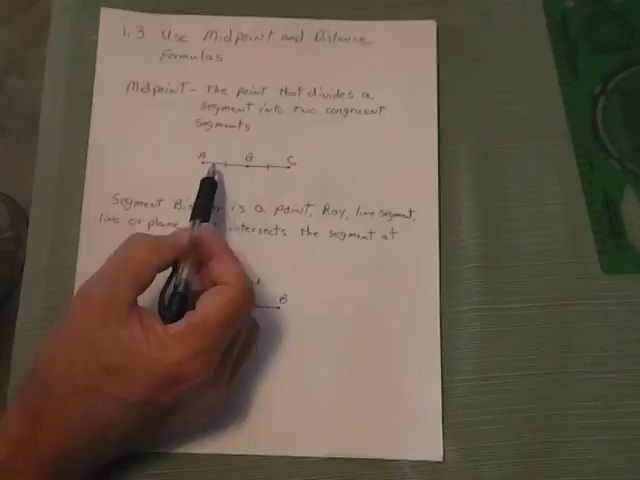 1.3 Use Midpoint and Distance
Formulas
Midpoint - The point that divides a
segment into two congruent
segments
A B C
Segment is a point, Ray, line segment,
line or plane intersects the segment at
B